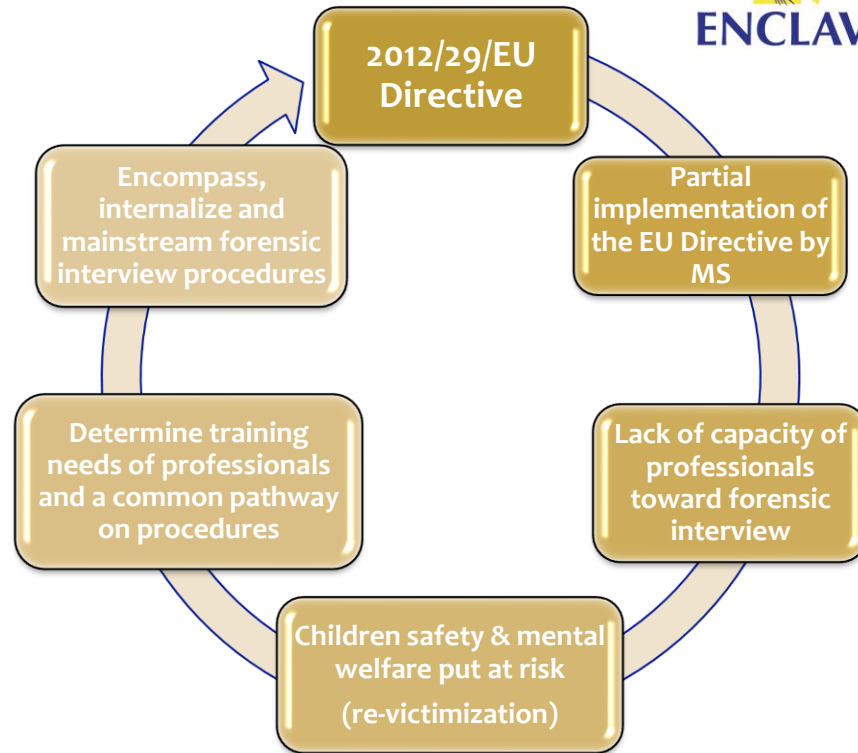 ENCLAV
2012/29/EU
Directive
Partial
implementation of
the EU Directive by
MS
Lack of capacity of
professionals
toward forensic
interview
Children safety & mental
welfare put at risk
(re-victimization)
Determine training
needs of professionals
and a common pathway
on procedures
Encompass,
internalize and
mainstream forensic
interview procedures